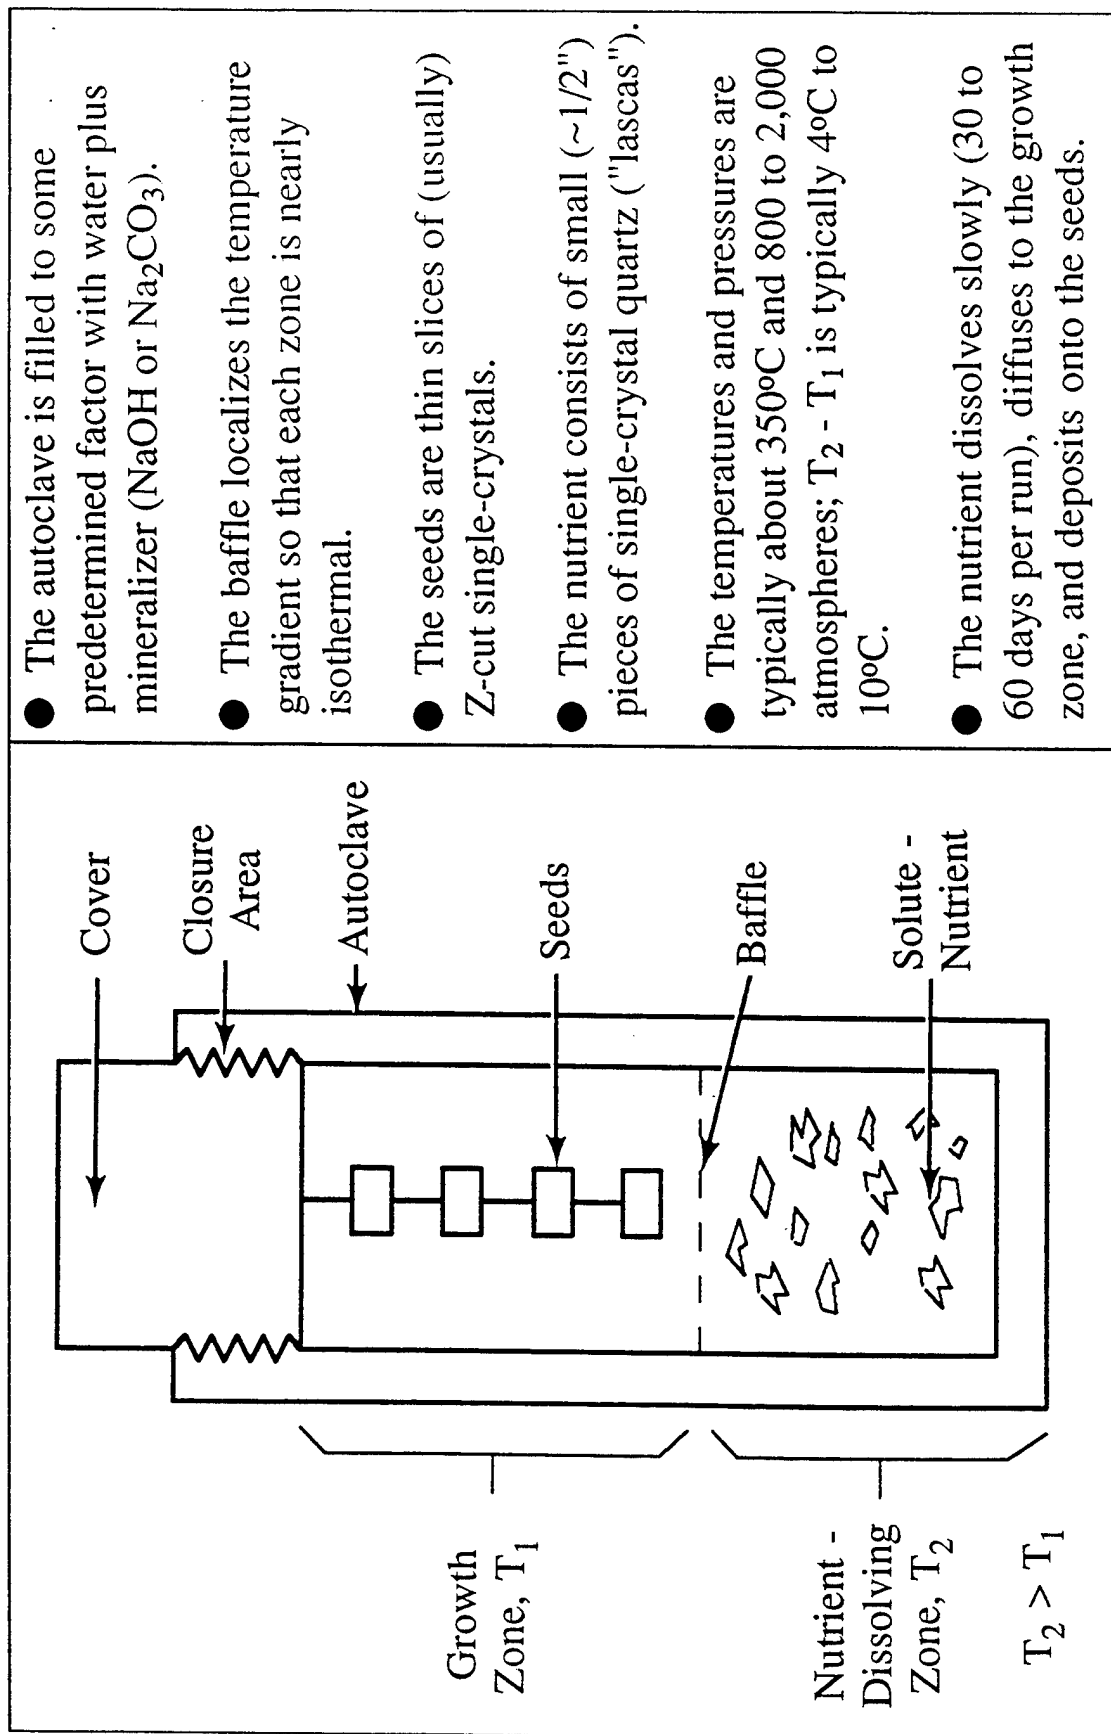 Cover
Closure
Area
Autoclave
Seeds
Baffle
Solute -
Nutrient
Growth
Zone, T₁
Nutrient -
Dissolving
Zone, T₂
T₂ > T₁
● The autoclave is filled to some
predetermined factor with water plus
mineralizer (NaOH or Na₂CO₃).
● The baffle localizes the temperature
gradient so that each zone is nearly
isothermal.
● The seeds are thin slices of (usually)
Z-cut single-crystals.
● The nutrient consists of small (~1/2")
pieces of single-crystal quartz ("lascas").
● The temperatures and pressures are
typically about 350ºC and 800 to 2,000
atmospheres; T₂ - T₁ is typically 4ºC to
10ºC.
● The nutrient dissolves slowly (30 to
60 days per run), diffuses to the growth
zone, and deposits onto the seeds.